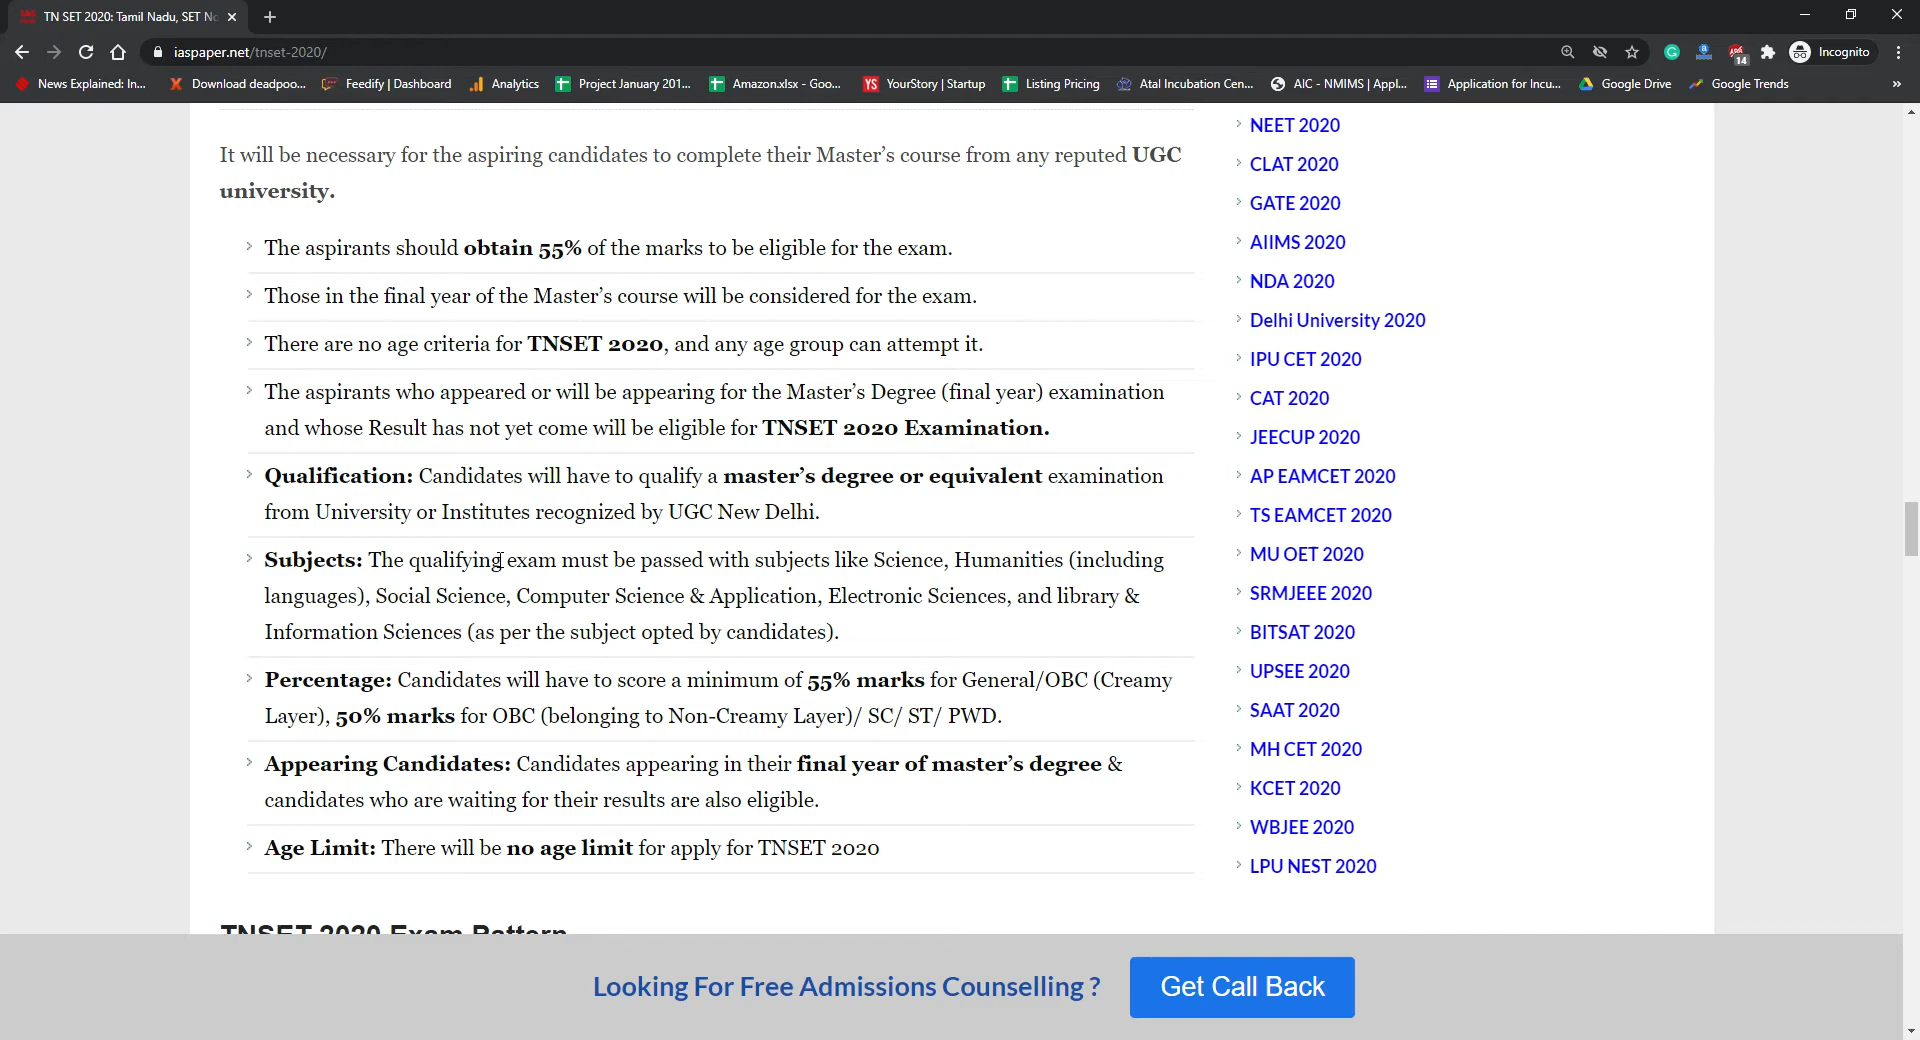 TN SET 2020: Tamil Nadu, SET No
iaspaper.net/tnset-2020/
14
Incognito
News Explained: In...
Download deadpoo...
Feedify | Dashboard
Analytics
Project January 201...
Amazon.xlsx - Goo...
YS
YourStory | Startup
Listing Pricing
Atal Incubation Cen...
AIC - NMIMS | Appl...
Application for Incu...
Google Drive
Google Trends
»
It will be necessary for the aspiring candidates to complete their Master's course from any reputed UGC
university.
The aspirants should obtain 55% of the marks to be eligible for the exam.
Those in the final year of the Master's course will be considered for the exam.
There are no age criteria for TNSET 2020, and any age group can attempt it.
The aspirants who appeared or will be appearing for the Master's Degree (final year) examination
and whose Result has not yet come will be eligible for TNSET 2020 Examination.
Qualification: Candidates will have to qualify a master's degree or equivalent examination
from University or Institutes recognized by UGC New Delhi.
Subjects: The qualifying exam must be passed with subjects like Science, Humanities (including
languages), Social Science, Computer Science & Application, Electronic Sciences, and library &
Information Sciences (as per the subject opted by candidates).
Percentage: Candidates will have to score a minimum of 55% marks for General/OBC (Creamy
Layer), 50% marks for OBC (belonging to Non-Creamy Layer)/ SC/ ST/ PWD.
Appearing Candidates: Candidates appearing in their final year of master's degree &
candidates who are waiting for their results are also eligible.
Age Limit: There will be no age limit for apply for TNSET 2020
TNSET 2020 Exam Pattern
NEET 2020
CLAT 2020
GATE 2020
AIIMS 2020
NDA 2020
Delhi University 2020
IPU CET 2020
CAT 2020
JEECUP 2020
AP EAMCET 2020
TS EAMCET 2020
MU OET 2020
SRMJEEE 2020
BITSAT 2020
UPSEE 2020
SAAT 2020
MH CET 2020
KCET 2020
WBJEE 2020
LPU NEST 2020
Looking For Free Admissions Counselling ?
Get Call Back